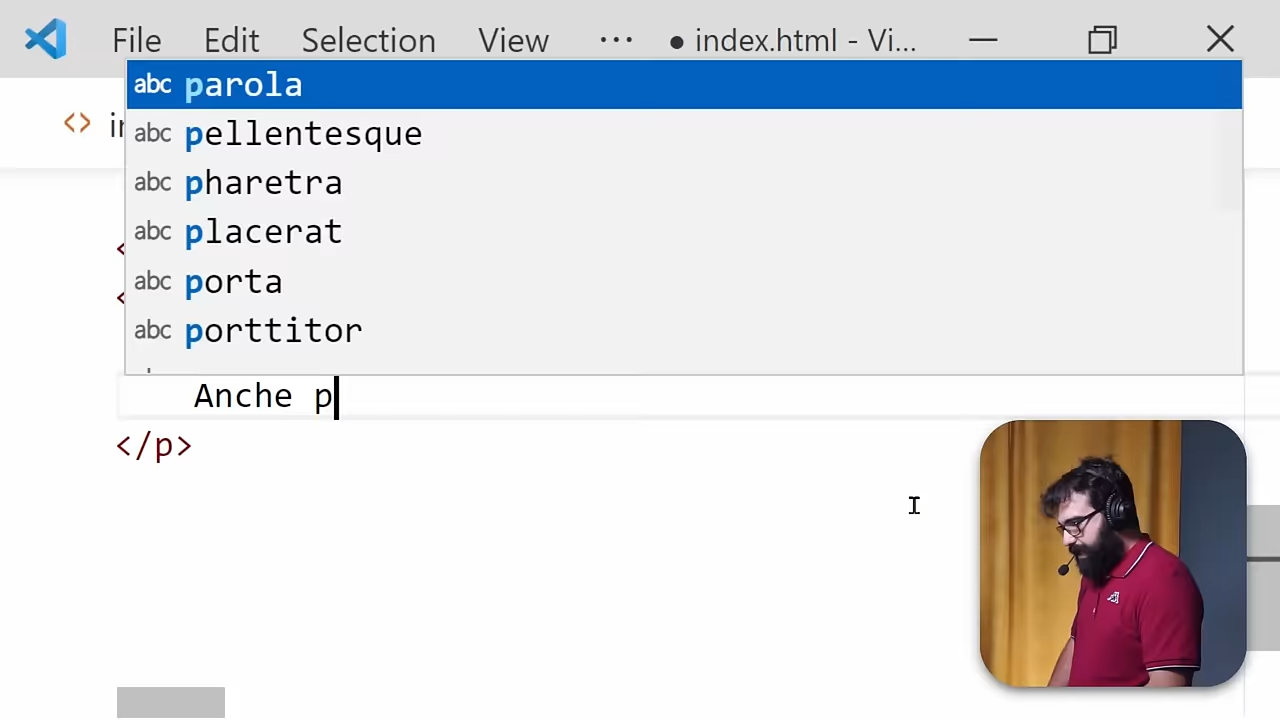 File Edit Selection View ··· ● index.html - Vi...
abc parola
abc pellentesque
abc pharetra
abc placerat
abc porta
abc porttitor
Anche p
</p>